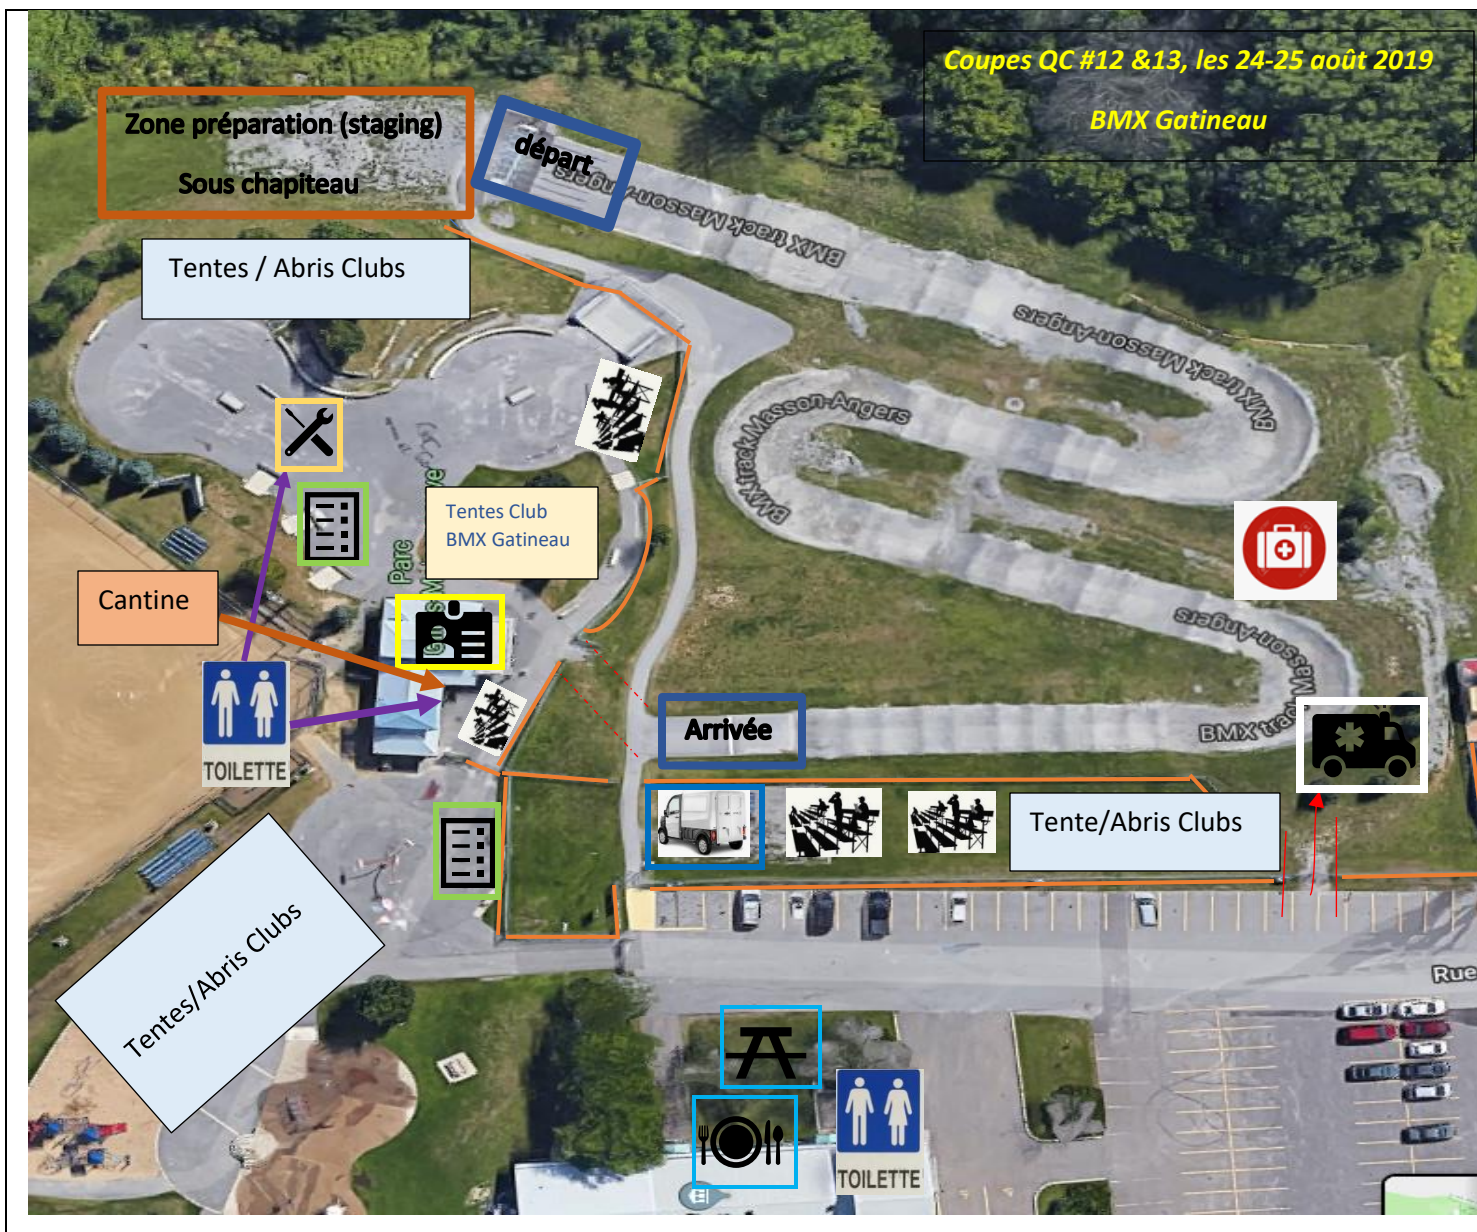 Coupes QC #12 &13, les 24-25 août 2019
BMX Gatineau
Zone préparation (staging)
Sous chapiteau
départ
BMX track Masson-Angers
Tentes / Abris Clubs
BMX track Masson-Angers
BMX track Masson-Angers
Tentes Club
BMX Gatineau
Parc
Cantine
BMX track Masson-Angers
TOILETTE
Arrivée
Tente/Abris Clubs
Tentes/Abris Clubs
Rue
TOILETTE